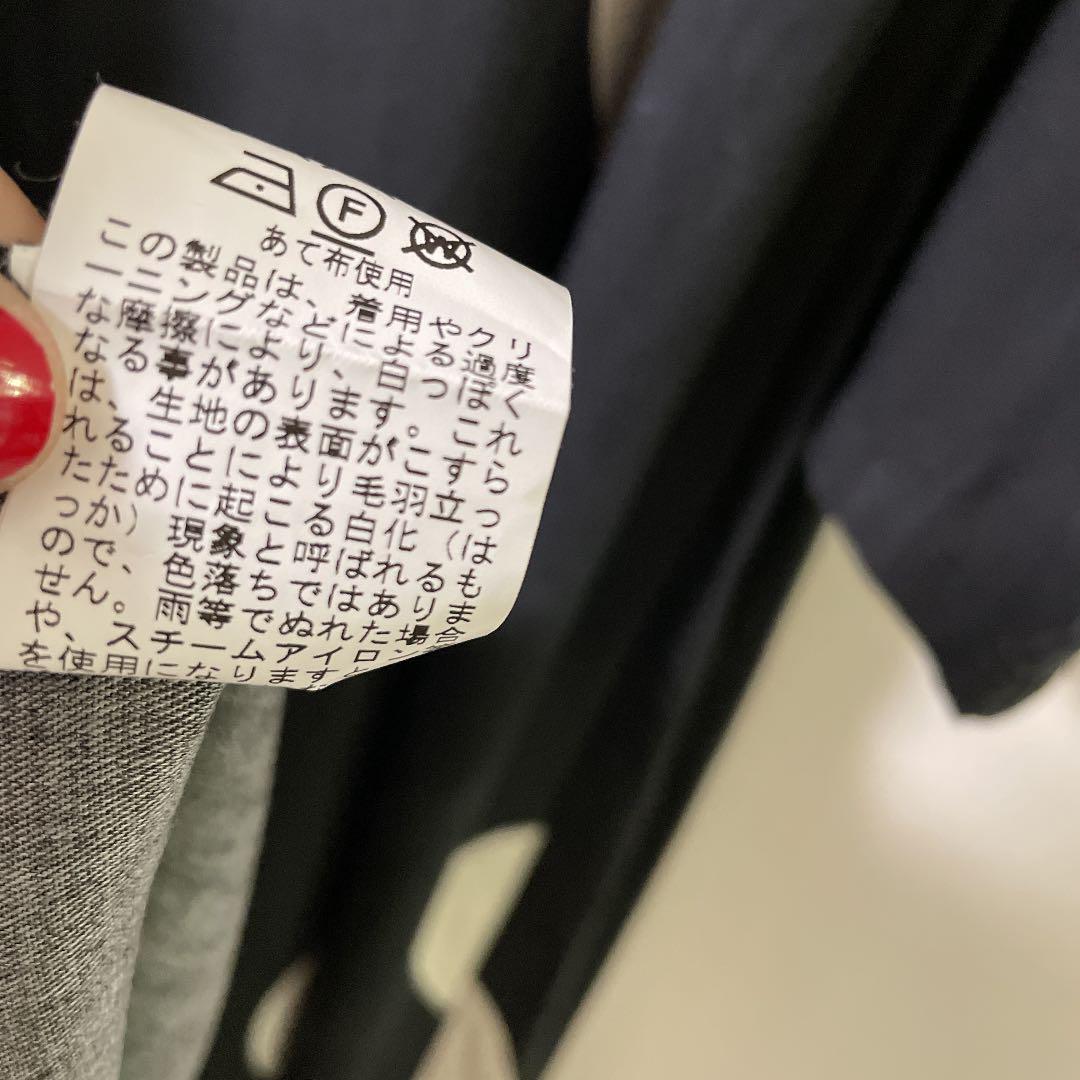 F
W
あて布使用
この製品は、着用やクリ
ーニングなどによる過度
な摩擦により、白っぽく
なる事があります。これ
は、生地の表面がこすら
れることにより毛羽立っ
たために起こる白化(は
っか)現象と呼ばれるも
ので、色落ちではありま
せん。雨等でぬれた場合
や、スチームアイロン
を使用になりますと